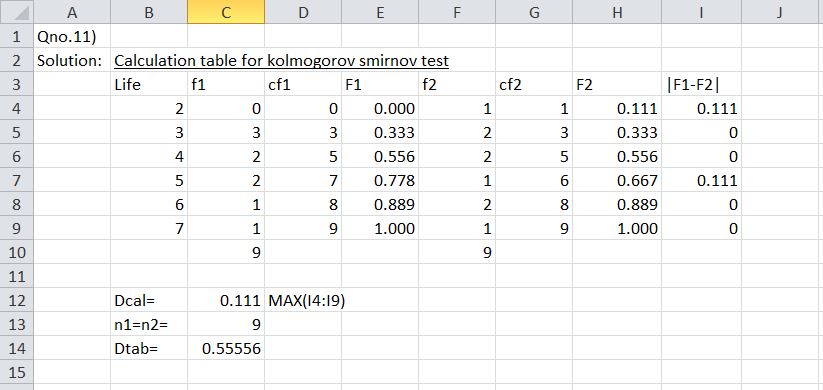 A B C D E F G H I J
1 Qno.11)
2 Solution: Calculation table for kolmogorov smirnov test
3 Life f1 cf1 F1 f2 cf2 F2 |F1-F2|
4 2 0 0 0.000 1 1 0.111 0.111
5 3 3 3 0.333 2 3 0.333 0
6 4 2 5 0.556 2 5 0.556 0
7 5 2 7 0.778 1 6 0.667 0.111
8 6 1 8 0.889 2 8 0.889 0
9 7 1 9 1.000 1 9 1.000 0
10 9 9
11
12 Dcal= 0.111 MAX(I4:I9)
13 n1=n2= 9
14 Dtab= 0.55556
15